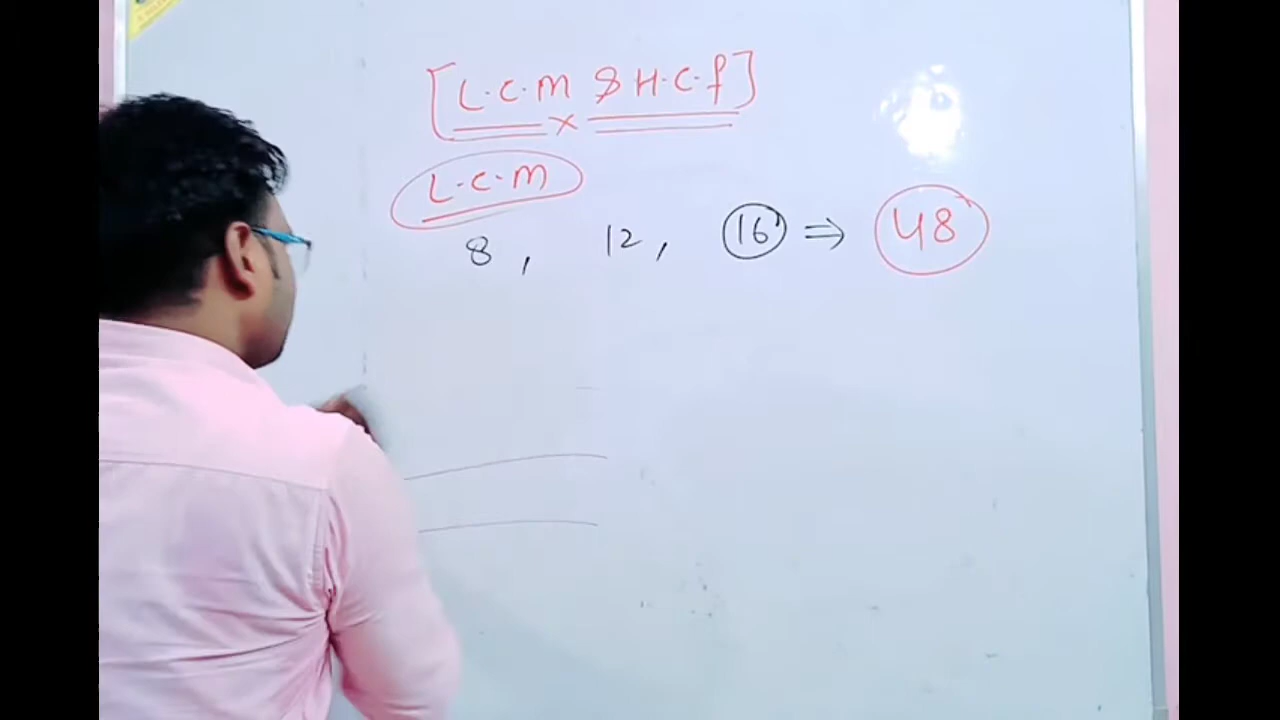 [L.C.M & H.C.f]
×
L.C.M
8 , 12 , 16 ⇒ 48